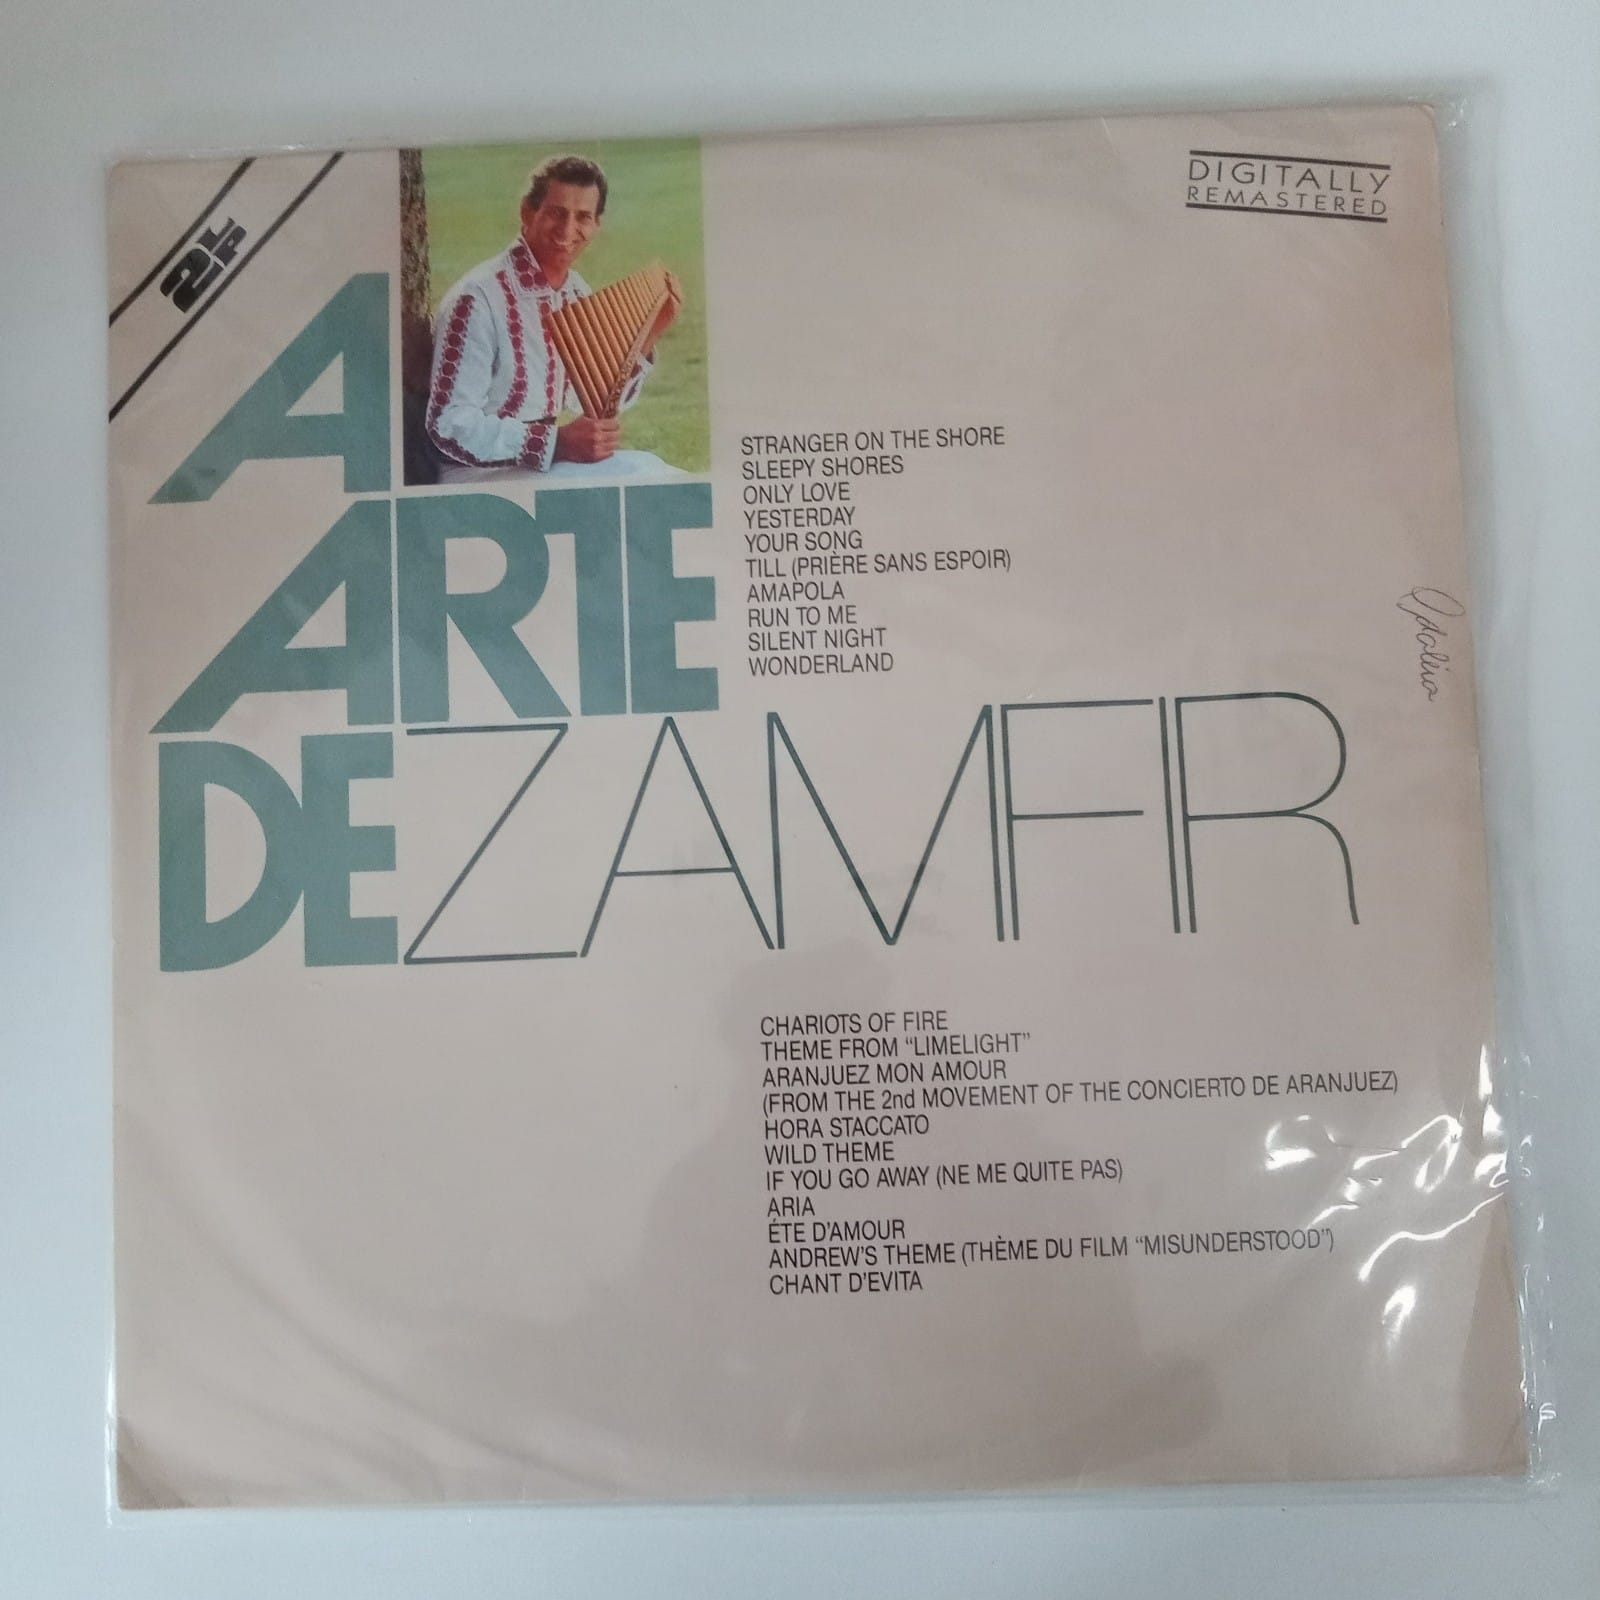 2LP
DIGITALLY
REMASTERED
A
ARTE
DE ZAMFIR
STRANGER ON THE SHORE
SLEEPY SHORES
ONLY LOVE
YESTERDAY
YOUR SONG
TILL (PRIÈRE SANS ESPOIR)
AMAPOLA
RUN TO ME
SILENT NIGHT
WONDERLAND
CHARIOTS OF FIRE
THEME FROM “LIMELIGHT”
ARANJUEZ MON AMOUR
(FROM THE 2nd MOVEMENT OF THE CONCIERTO DE ARANJUEZ)
HORA STACCATO
WILD THEME
IF YOU GO AWAY (NE ME QUITE PAS)
ARIA
ÉTE D'AMOUR
ANDREW'S THEME (THÈME DU FILM “MISUNDERSTOOD”)
CHANT D'EVITA